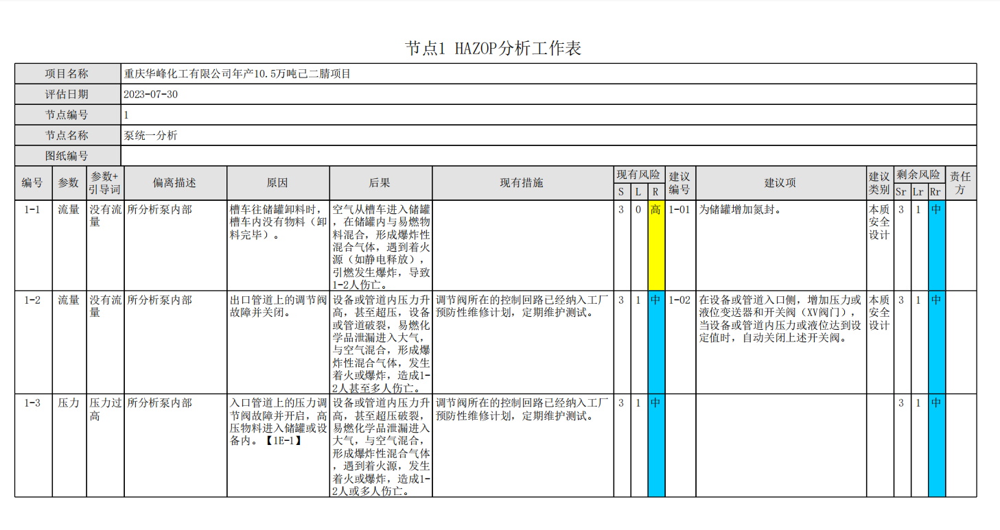 节点1 HAZOP分析工作表
项目名称 重庆华峰化工有限公司年产10.5万吨己二腈项目
评估日期 2023-07-30
节点编号 1
节点名称 泵统一分析
图纸编号
编号 参数 参数+ 引导词 偏离描述 原因 后果 现有措施 现有风险 建议 编号 建议项 建议 类别 剩余风险 责任 方
S L R Sr Lr Rr
1-1 流量 没有流 所分析泵内部 槽车往储罐卸料时， 空气从槽车进入储罐 3 0 高 1-01 为储罐增加氮封。 本质 3 1 中
量 槽车内没有物料（卸 ，在储罐内与易燃物 安全
料完毕）。 料混合，形成爆炸性 设计
混合气体，遇到着火
源（如静电释放），
引燃发生爆炸，导致
1-2人伤亡。
1-2 流量 没有流 所分析泵内部 出口管道上的调节阀 设备或管道内压力升 调节阀所在的控制回路已经纳入工厂 3 1 中 1-02 在设备或管道入口侧，增加压力或 本质 3 1 中
量 故障并关闭。 高，甚至超压，设备 预防性维修计划，定期维护测试。 液位变送器和开关阀（XV阀门）， 安全
或管道破裂，易燃化 当设备或管道内压力或液位达到设 设计
学品泄漏进入大气， 定值时，自动关闭上述开关阀。
与空气混合，形成爆
炸性混合气体，发生
着火或爆炸，造成1-
2人甚至多人伤亡。
1-3 压力 压力过 所分析泵内部 入口管道上的压力调 设备或管道内压力升 调节阀所在的控制回路已经纳入工厂 3 1 中 3 1 中
高 节阀故障并开启，高 高，甚至超压破裂， 预防性维修计划，定期维护测试。
压物料进入储罐或设 易燃化学品泄漏进入
备内。【1E-1】 大气，与空气混合，
形成爆炸性混合气体
，遇到着火源，发生
着火或爆炸，造成1-
2人或多人伤亡。